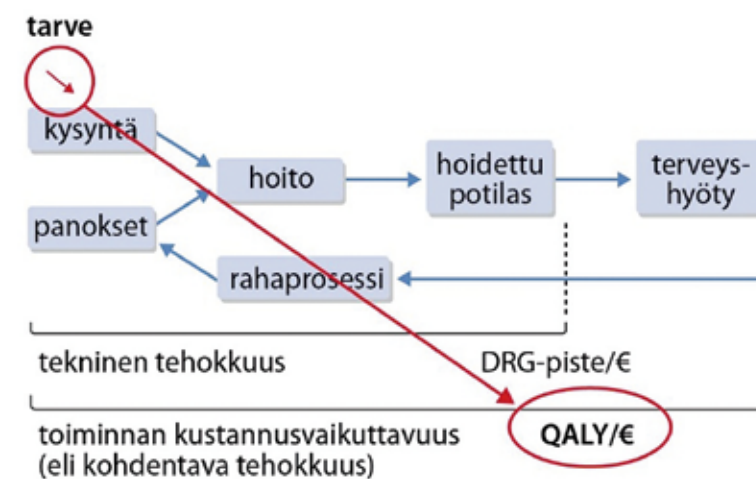 tarve
kysyntä
hoito
hoidettu
potilas
terveys-
hyöty
panokset
rahaprosessi
tekninen tehokkuus
DRG-piste/€
toiminnan kustannusvaikuttavuus
(eli kohdentava tehokkuus)
QALY/€